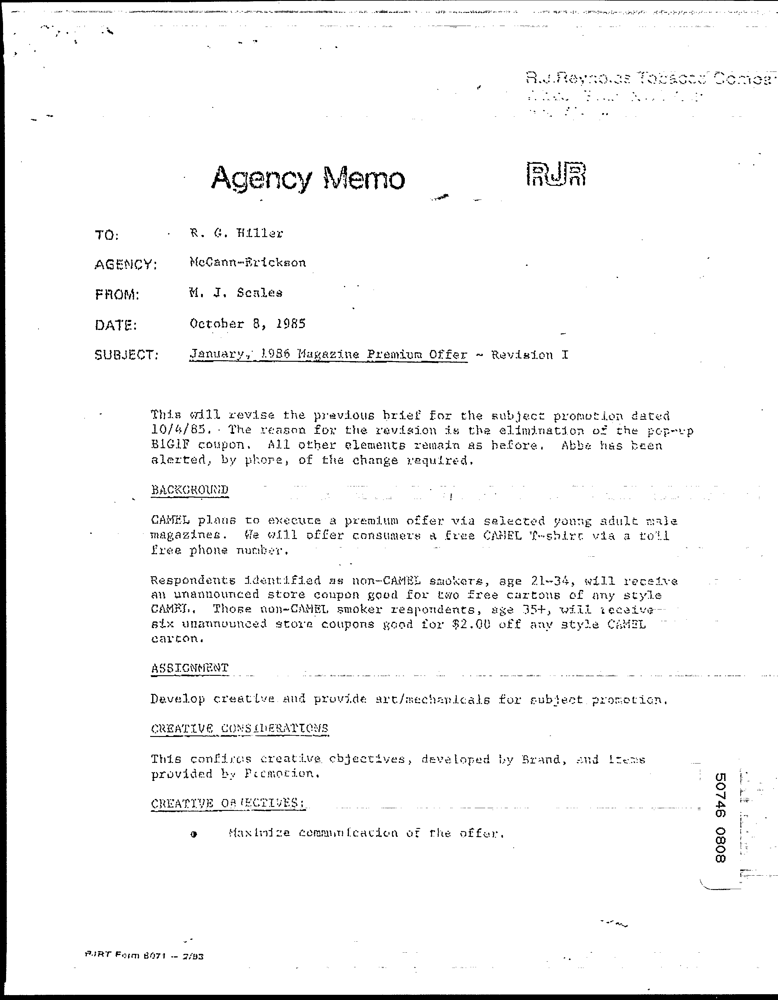 R.J.Reynolds Tobacco
Agency Memo
RJR
TO: R. G. Hiller
AGENCY: McCann-Erickson
FROM: M. J. Scales
DATE: October 8, 1985
SUBJECT: January, 1986 Magazine Premium Offer ~ Revision I
This will revise the previous brief for the subject promotion dated
10/4/85. The reason for the revision is the elimination of the pop-up
B1G1F coupon. All other elements remain as before. Abbe has been
alerted, by phone, of the change required.
BACKGROUND
CAMEL plans to execute a premium offer via selected young adult male
magazines. We will offer consumers a free CAMEL T-shirt via a toll
free phone number.
Respondents identified as non-CAMEL smokers, age 21-34, will receive
an unannounced store coupon good for two free cartons of any style
CAMEL. Those non-CAMEL smoker respondents, age 35+, will receive
six unannounced store coupons good for $2.00 off any style CAMEL
carton.
ASSIGNMENT
Develop creative and provide art/mechanicals for subject promotion.
CREATIVE CONSIDERATIONS
This confirms creative objectives, developed by Brand, and items
provided by Promotion.
CREATIVE OBJECTIVES:
• Maximize communication of the offer.
50746 0808
RJRT Form 6071 -- 2/83